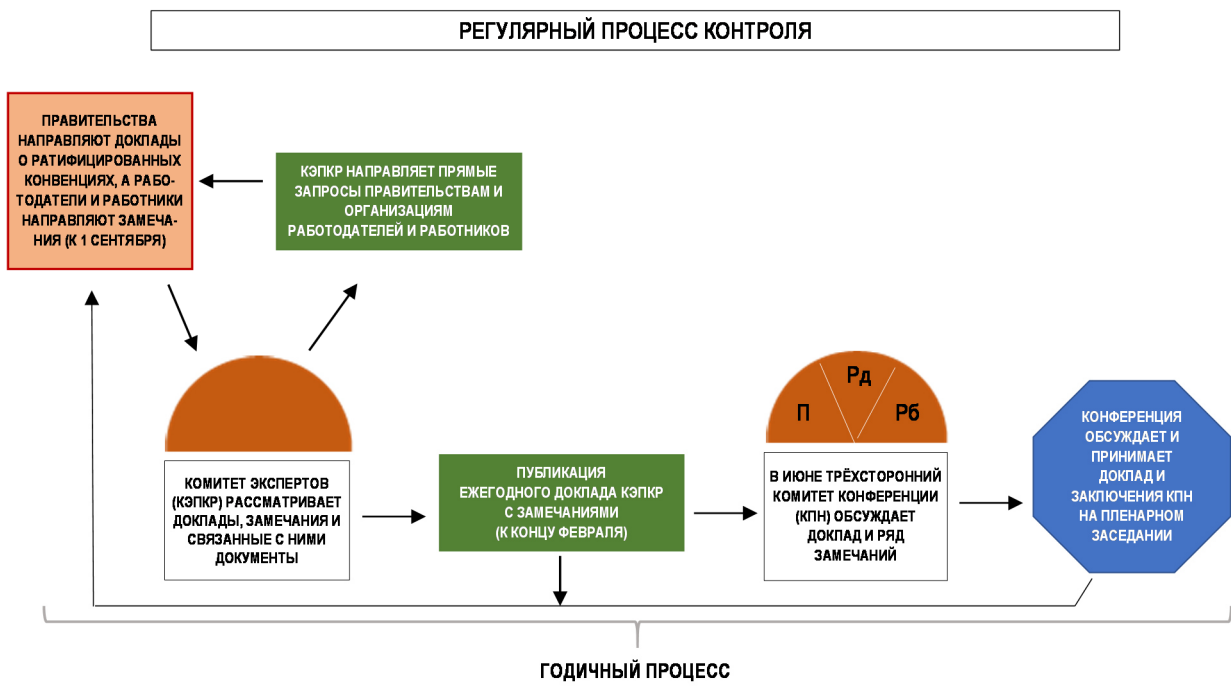 РЕГУЛЯРНЫЙ ПРОЦЕСС КОНТРОЛЯ
ПРАВИТЕЛЬСТВА
НАПРАВЛЯЮТ ДОКЛАДЫ
О РАТИФИЦИРОВАННЫХ
КОНВЕНЦИЯХ, А РАБО-
ТОДАТЕЛИ И РАБОТНИКИ
НАПРАВЛЯЮТ ЗАМЕЧА-
НИЯ (К 1 СЕНТЯБРЯ)
КЭПКР НАПРАВЛЯЕТ ПРЯМЫЕ
ЗАПРОСЫ ПРАВИТЕЛЬСТВАМ И
ОРГАНИЗАЦИЯМ
РАБОТОДАТЕЛЕЙ И РАБОТНИКОВ
КОМИТЕТ ЭКСПЕРТОВ
(КЭПКР) РАССМАТРИВАЕТ
ДОКЛАДЫ, ЗАМЕЧАНИЯ И
СВЯЗАННЫЕ С НИМИ
ДОКУМЕНТЫ
ПУБЛИКАЦИЯ
ЕЖЕГОДНОГО ДОКЛАДА КЭПКР
С ЗАМЕЧАНИЯМИ
(К КОНЦУ ФЕВРАЛЯ)
П
Рд
Рб
В ИЮНЕ ТРЁХСТОРОННИЙ
КОМИТЕТ КОНФЕРЕНЦИИ
(КПН) ОБСУЖДАЕТ
ДОКЛАД И РЯД
ЗАМЕЧАНИЙ
КОНФЕРЕНЦИЯ
ОБСУЖДАЕТ И
ПРИНИМАЕТ
ДОКЛАД И
ЗАКЛЮЧЕНИЯ КПН
НА ПЛЕНАРНОМ
ЗАСЕДАНИИ
ГОДИЧНЫЙ ПРОЦЕСС